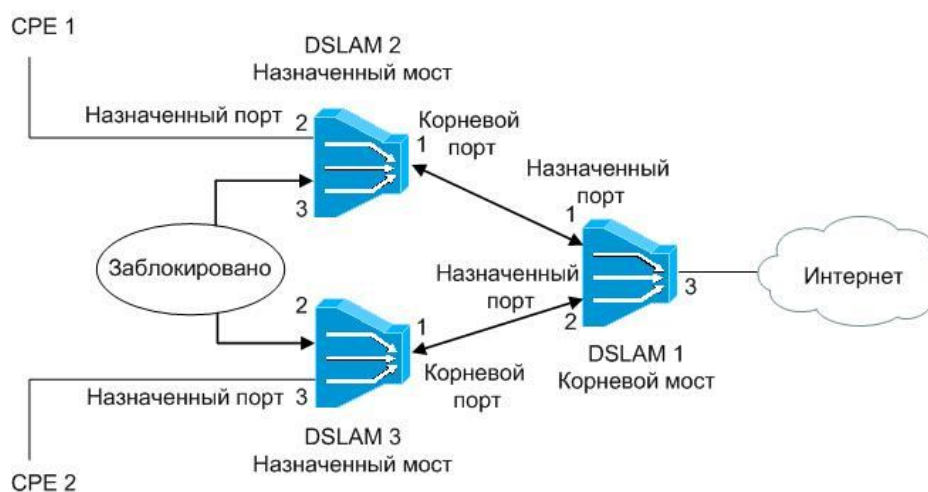 CPE 1
DSLAM 2
Назначенный мост
Назначенный порт
2
1
Корневой
порт
3
Назначенный
порт
1
Заблокировано
Назначенный
порт
2
3
Интернет
2
1
Корневой
порт
DSLAM 1
Корневой мост
Назначенный порт
3
DSLAM 3
Назначенный мост
CPE 2